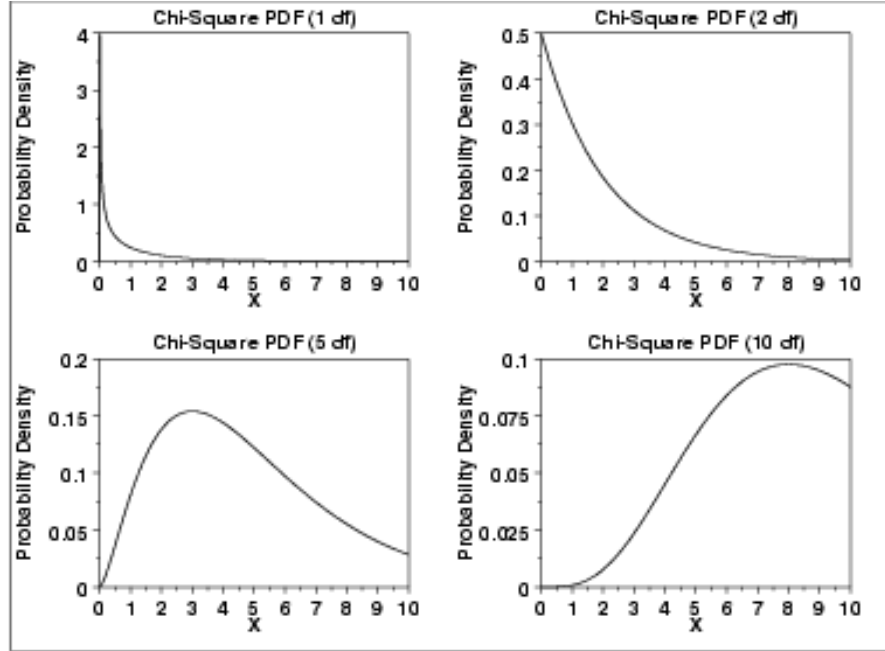 Chi-Square PDF (1 df)
Probability Density
4
3
2
1
0
0 1 2 3 4 5 6 7 8 9 10
X
Chi-Square PDF (2 df)
Probability Density
0.5
0.4
0.3
0.2
0.1
0
0 1 2 3 4 5 6 7 8 9 10
X
Chi-Square PDF (5 df)
Probability Density
0.2
0.15
0.1
0.05
0
0 1 2 3 4 5 6 7 8 9 10
X
Chi-Square PDF (10 df)
Probability Density
0.1
0.075
0.05
0.025
0
0 1 2 3 4 5 6 7 8 9 10
X